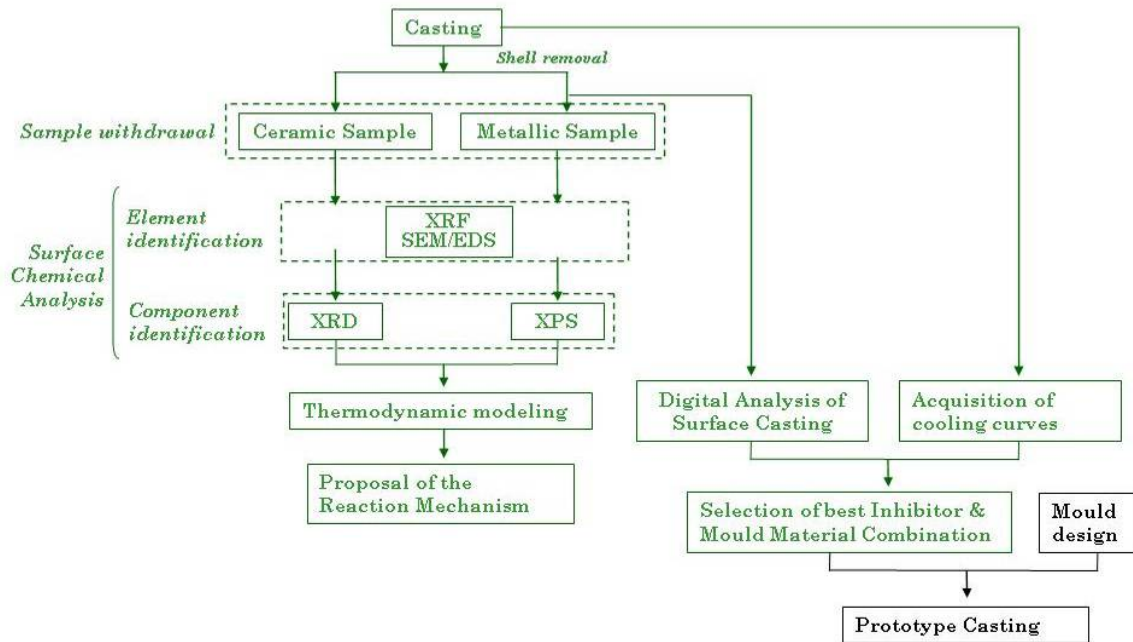 Casting
Shell removal
Sample withdrawal
Ceramic Sample
Metallic Sample
Element
identification
XRF
SEM/EDS
Surface
Chemical
Analysis
Component
identification
XRD
XPS
Thermodynamic modeling
Digital Analysis of
Surface Casting
Acquisition of
cooling curves
Proposal of the
Reaction Mechanism
Selection of best Inhibitor &
Mould Material Combination
Mould
design
Prototype Casting